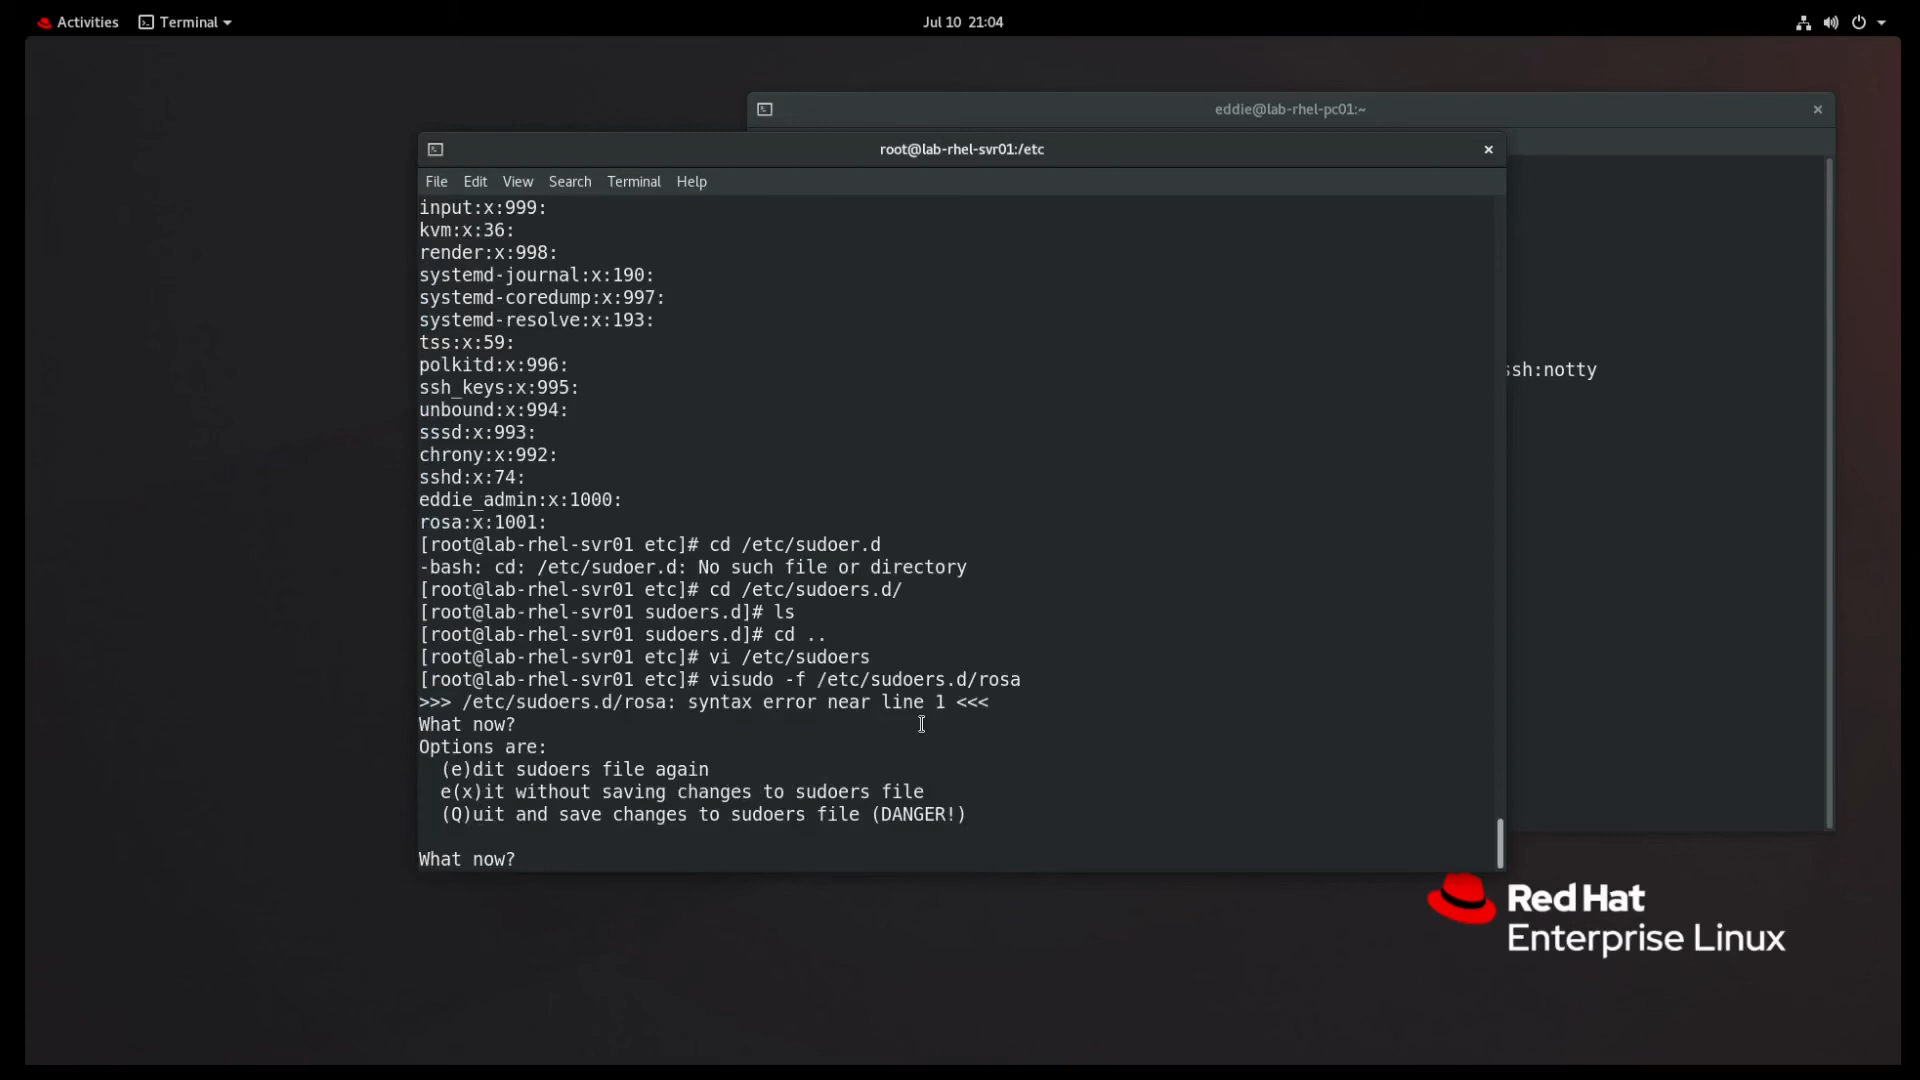 Activities
Terminal
Jul 10 21:04
eddie@lab-rhel-pc01:~
root@lab-rhel-svr01:/etc
File Edit View Search Terminal Help
input:x:999:
kvm:x:36:
render:x:998:
systemd-journal:x:190:
systemd-coredump:x:997:
systemd-resolve:x:193:
tss:x:59:
polkitd:x:996:
ssh_keys:x:995:
unbound:x:994:
sssd:x:993:
chrony:x:992:
sshd:x:74:
eddie_admin:x:1000:
rosa:x:1001:
[root@lab-rhel-svr01 etc]# cd /etc/sudoer.d
-bash: cd: /etc/sudoer.d: No such file or directory
[root@lab-rhel-svr01 etc]# cd /etc/sudoers.d/
[root@lab-rhel-svr01 sudoers.d]# ls
[root@lab-rhel-svr01 sudoers.d]# cd ..
[root@lab-rhel-svr01 etc]# vi /etc/sudoers
[root@lab-rhel-svr01 etc]# visudo -f /etc/sudoers.d/rosa
>>> /etc/sudoers.d/rosa: syntax error near line 1 <<<
What now?
Options are:
(e)dit sudoers file again
e(x)it without saving changes to sudoers file
(Q)uit and save changes to sudoers file (DANGER!)
What now?
ssh:notty
Red Hat
Enterprise Linux